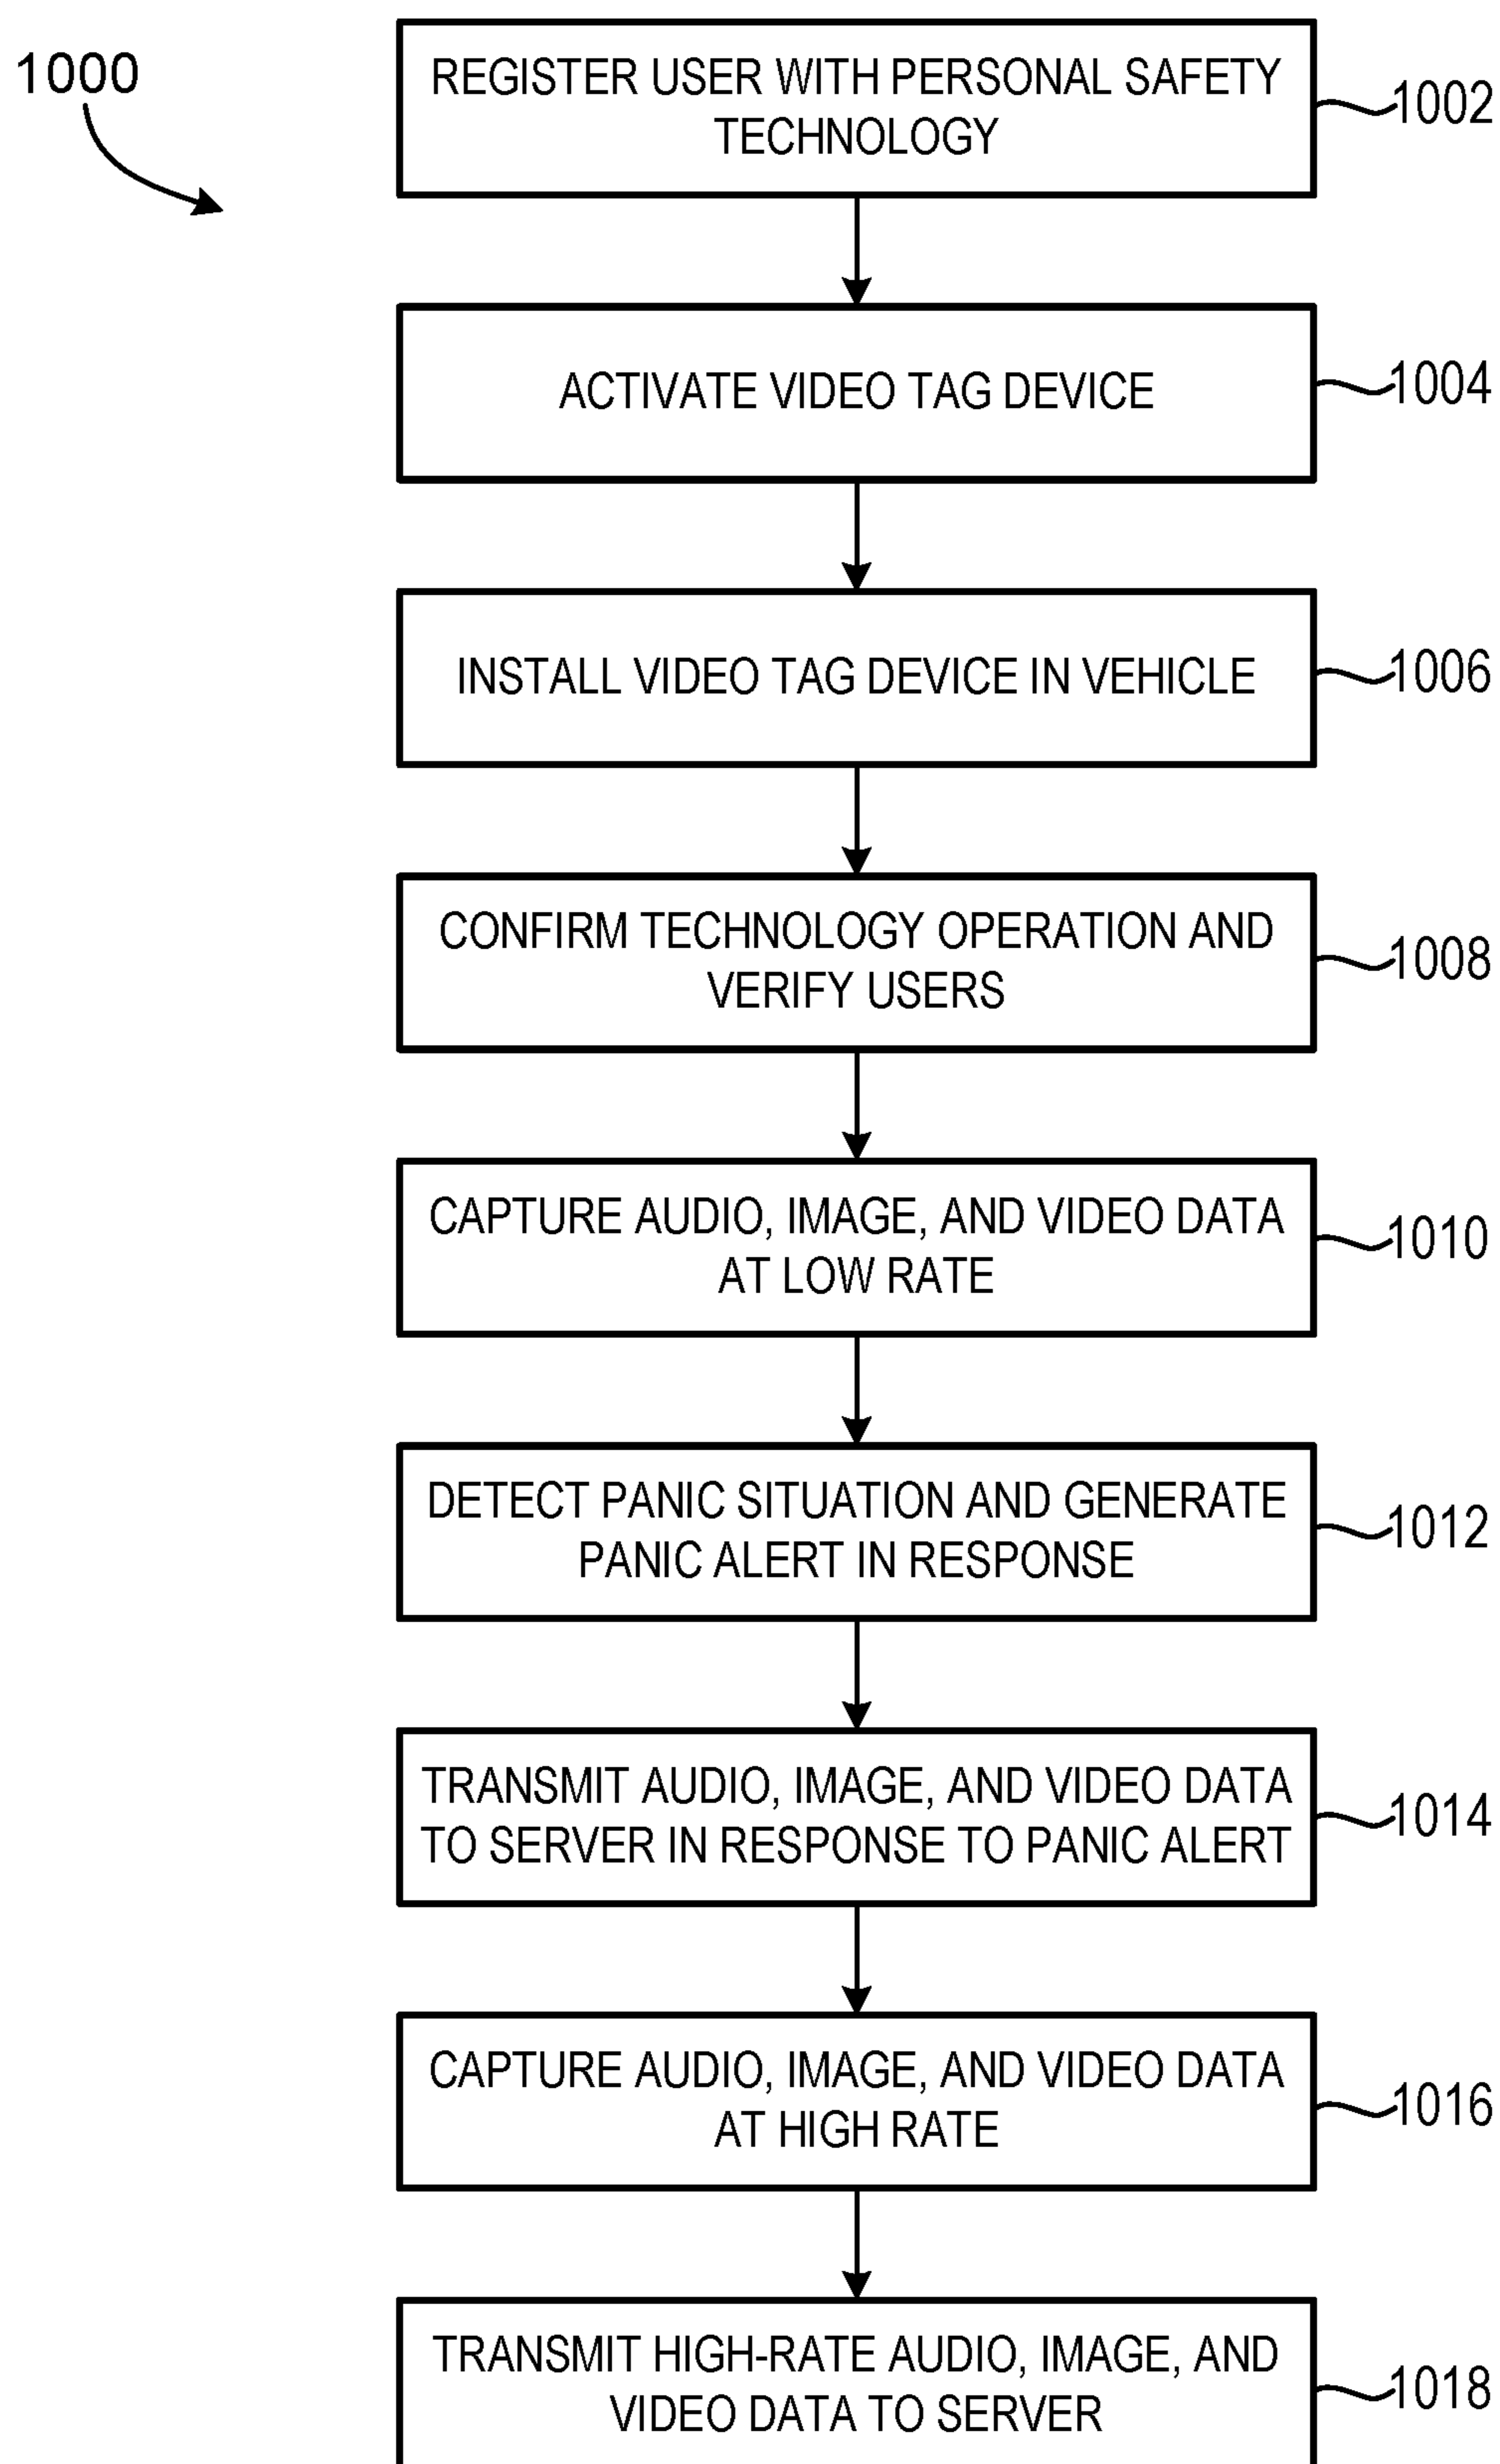 1000
REGISTER USER WITH PERSONAL SAFETY
TECHNOLOGY
1002
ACTIVATE VIDEO TAG DEVICE
1004
INSTALL VIDEO TAG DEVICE IN VEHICLE
1006
CONFIRM TECHNOLOGY OPERATION AND
VERIFY USERS
1008
CAPTURE AUDIO, IMAGE, AND VIDEO DATA
AT LOW RATE
1010
DETECT PANIC SITUATION AND GENERATE
PANIC ALERT IN RESPONSE
1012
TRANSMIT AUDIO, IMAGE, AND VIDEO DATA
TO SERVER IN RESPONSE TO PANIC ALERT
1014
CAPTURE AUDIO, IMAGE, AND VIDEO DATA
AT HIGH RATE
1016
TRANSMIT HIGH-RATE AUDIO, IMAGE, AND
VIDEO DATA TO SERVER
1018